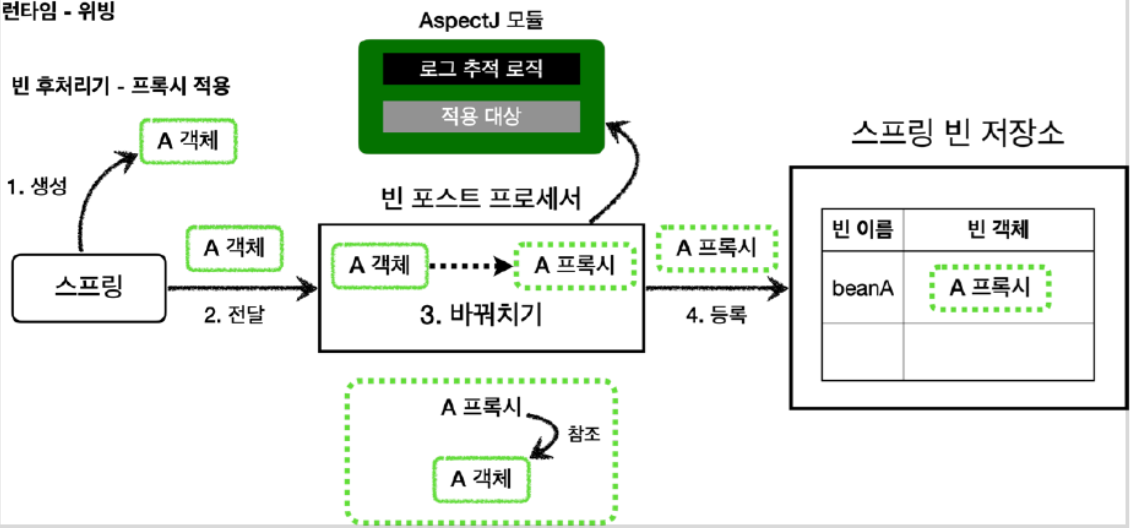 런타임 - 위빙
AspectJ 모듈
로그 추적 로직
적용 대상
빈 후처리기 - 프록시 적용
A 객체
1. 생성
스프링
A 객체
2. 전달
빈 포스트 프로세서
A 객체
A 프록시
3. 바꿔치기
A 프록시
4. 등록
스프링 빈 저장소
빈 이름
빈 객체
beanA
A 프록시
A 프록시
참조
A 객체